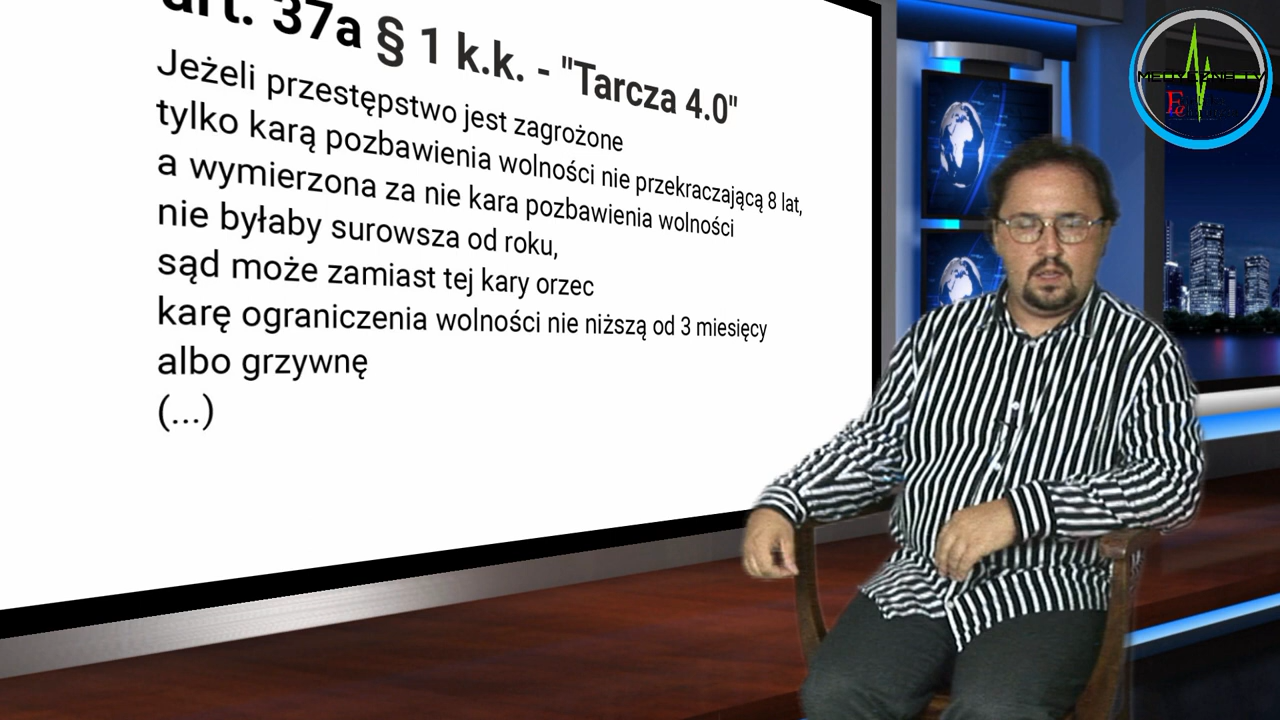 art. 37a § 1 k.k. - "Tarcza 4.0"
Jeżeli przestępstwo jest zagrożone
tylko karą pozbawienia wolności nie przekraczającą 8 lat,
a wymierzona za nie kara pozbawienia wolności
nie byłaby surowsza od roku,
sąd może zamiast tej kary orzec
karę ograniczenia wolności nie niższą od 3 miesięcy
albo grzywnę
(...)